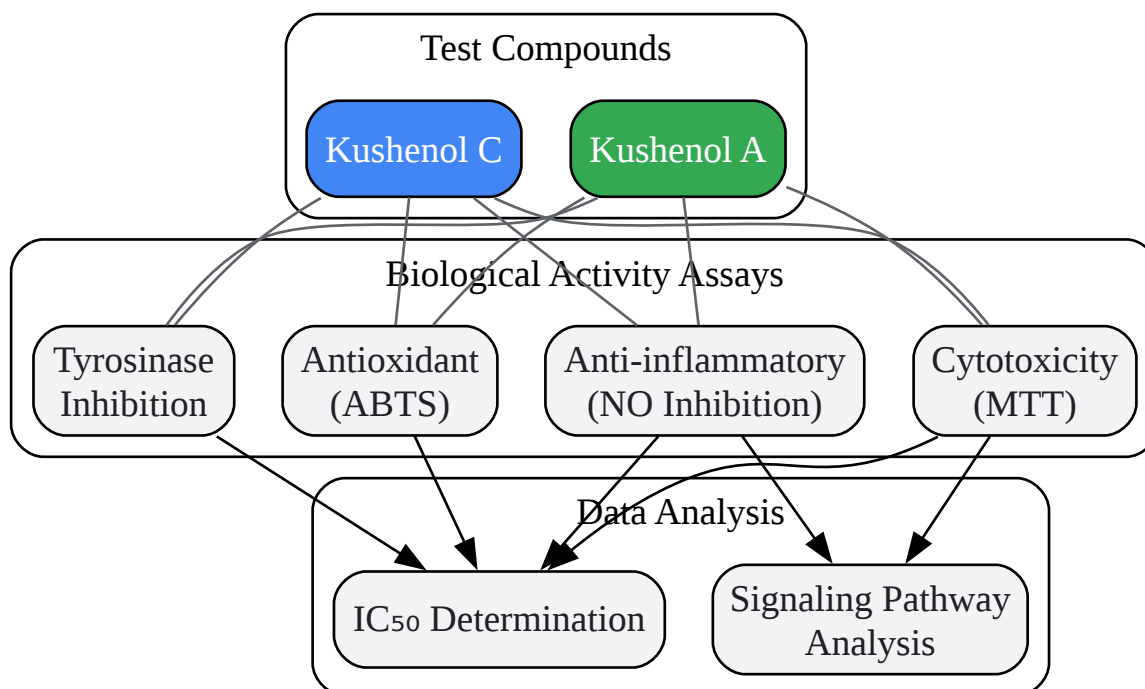 Test Compounds
Kushenol C
Kushenol A
Biological Activity Assays
Tyrosinase
Inhibition
Antioxidant
(ABTS)
Anti-inflammatory
(NO Inhibition)
Cytotoxicity
(MTT)
Data Analysis
IC₅₀ Determination
Signaling Pathway
Analysis